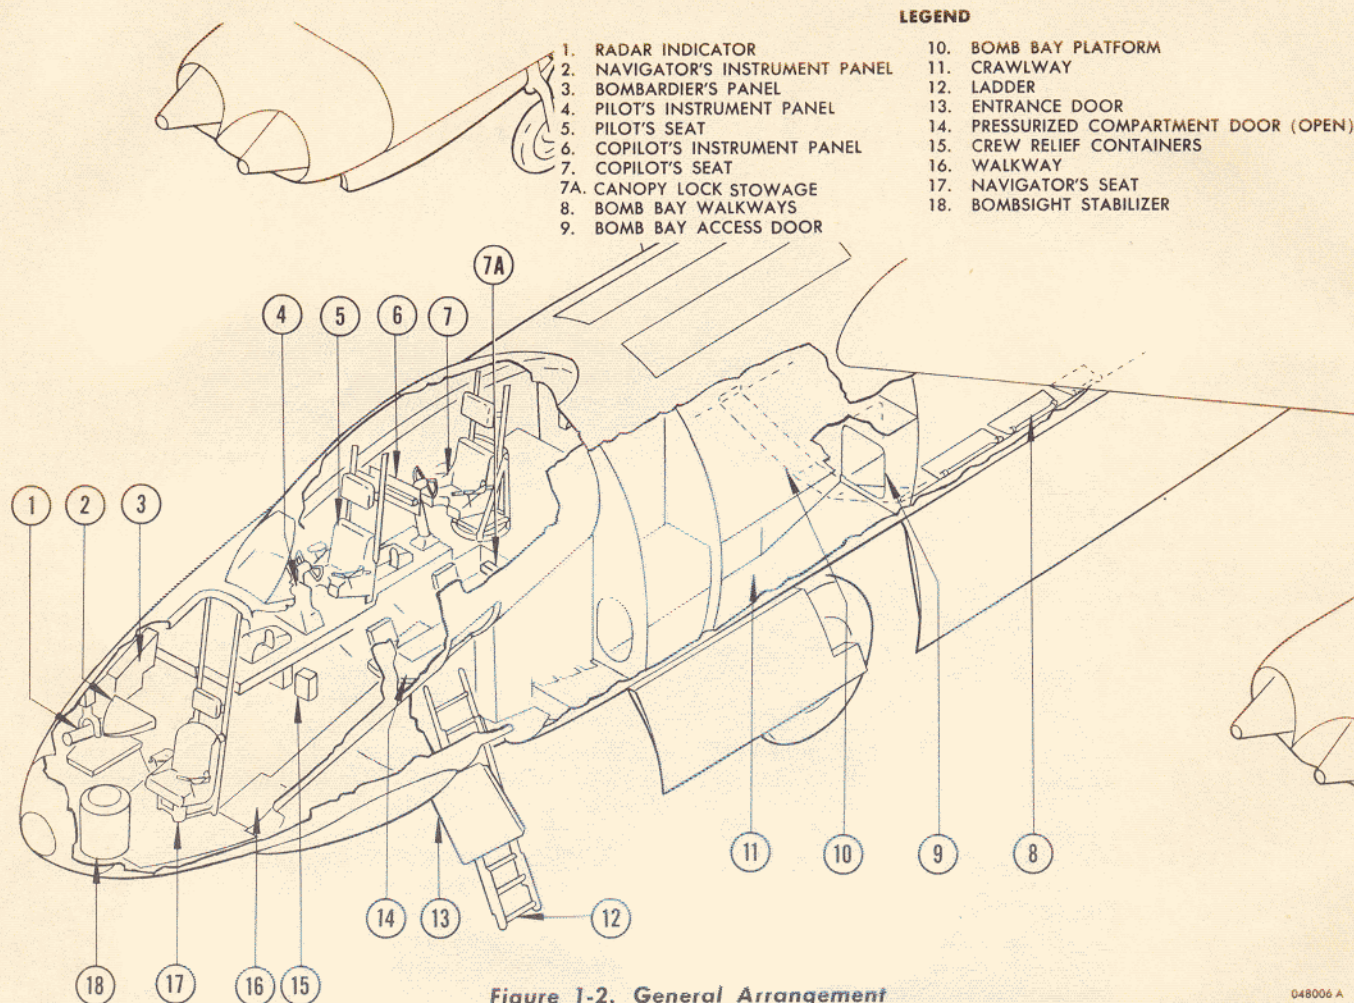 LEGEND
1. RADAR INDICATOR
2. NAVIGATOR'S INSTRUMENT PANEL
3. BOMBARDIER'S PANEL
4. PILOT'S INSTRUMENT PANEL
5. PILOT'S SEAT
6. COPILOT'S INSTRUMENT PANEL
7. COPILOT'S SEAT
7A. CANOPY LOCK STOWAGE
8. BOMB BAY WALKWAYS
9. BOMB BAY ACCESS DOOR
10. BOMB BAY PLATFORM
11. CRAWLWAY
12. LADDER
13. ENTRANCE DOOR
14. PRESSURIZED COMPARTMENT DOOR (OPEN)
15. CREW RELIEF CONTAINERS
16. WALKWAY
17. NAVIGATOR'S SEAT
18. BOMBSIGHT STABILIZER
7A
4 5 6 7
1 2 3
11 10 9 8
14 13 12
18 17 16 15
Figure 1-2. General Arrangement
048006 A